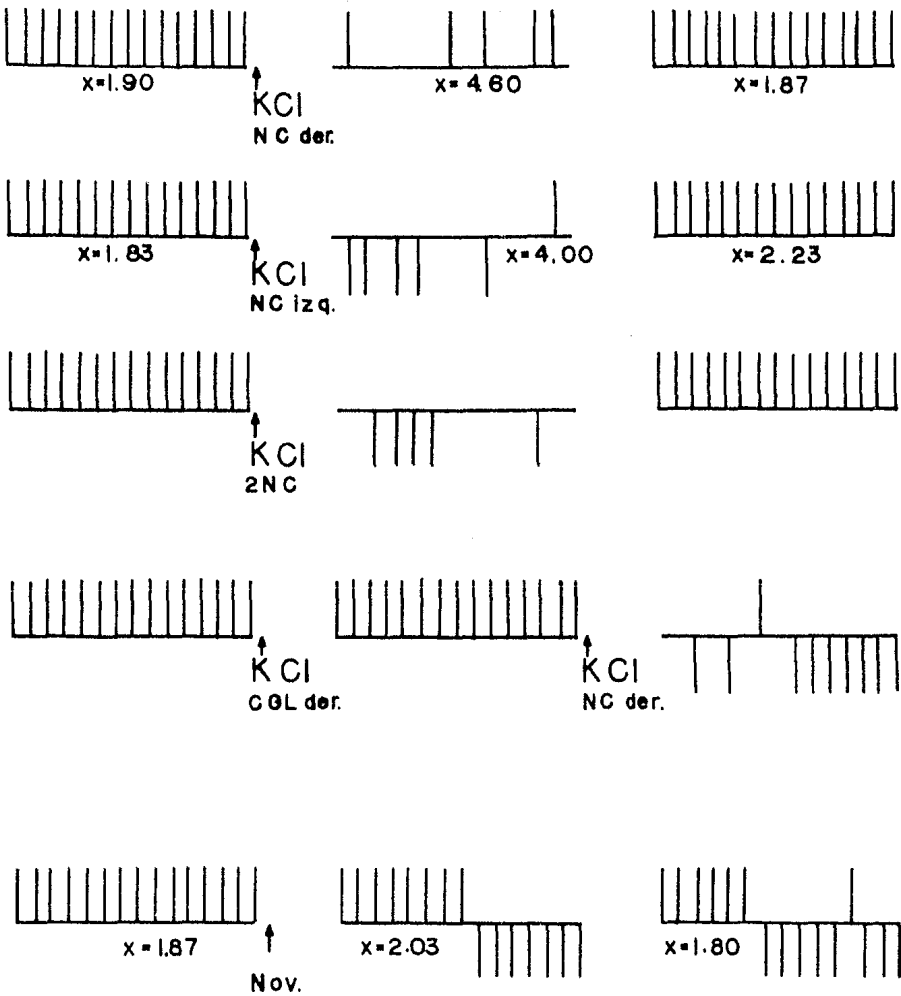 x=1.90
x=4.60
x=1.87
KCl
NC der.
x=1.83
x=4.00
x=2.23
KCl
NC izq.
KCl
2NC
KCl
CGL der.
KCl
NC der.
x=1.87
x=2.03
x=1.80
Nov.